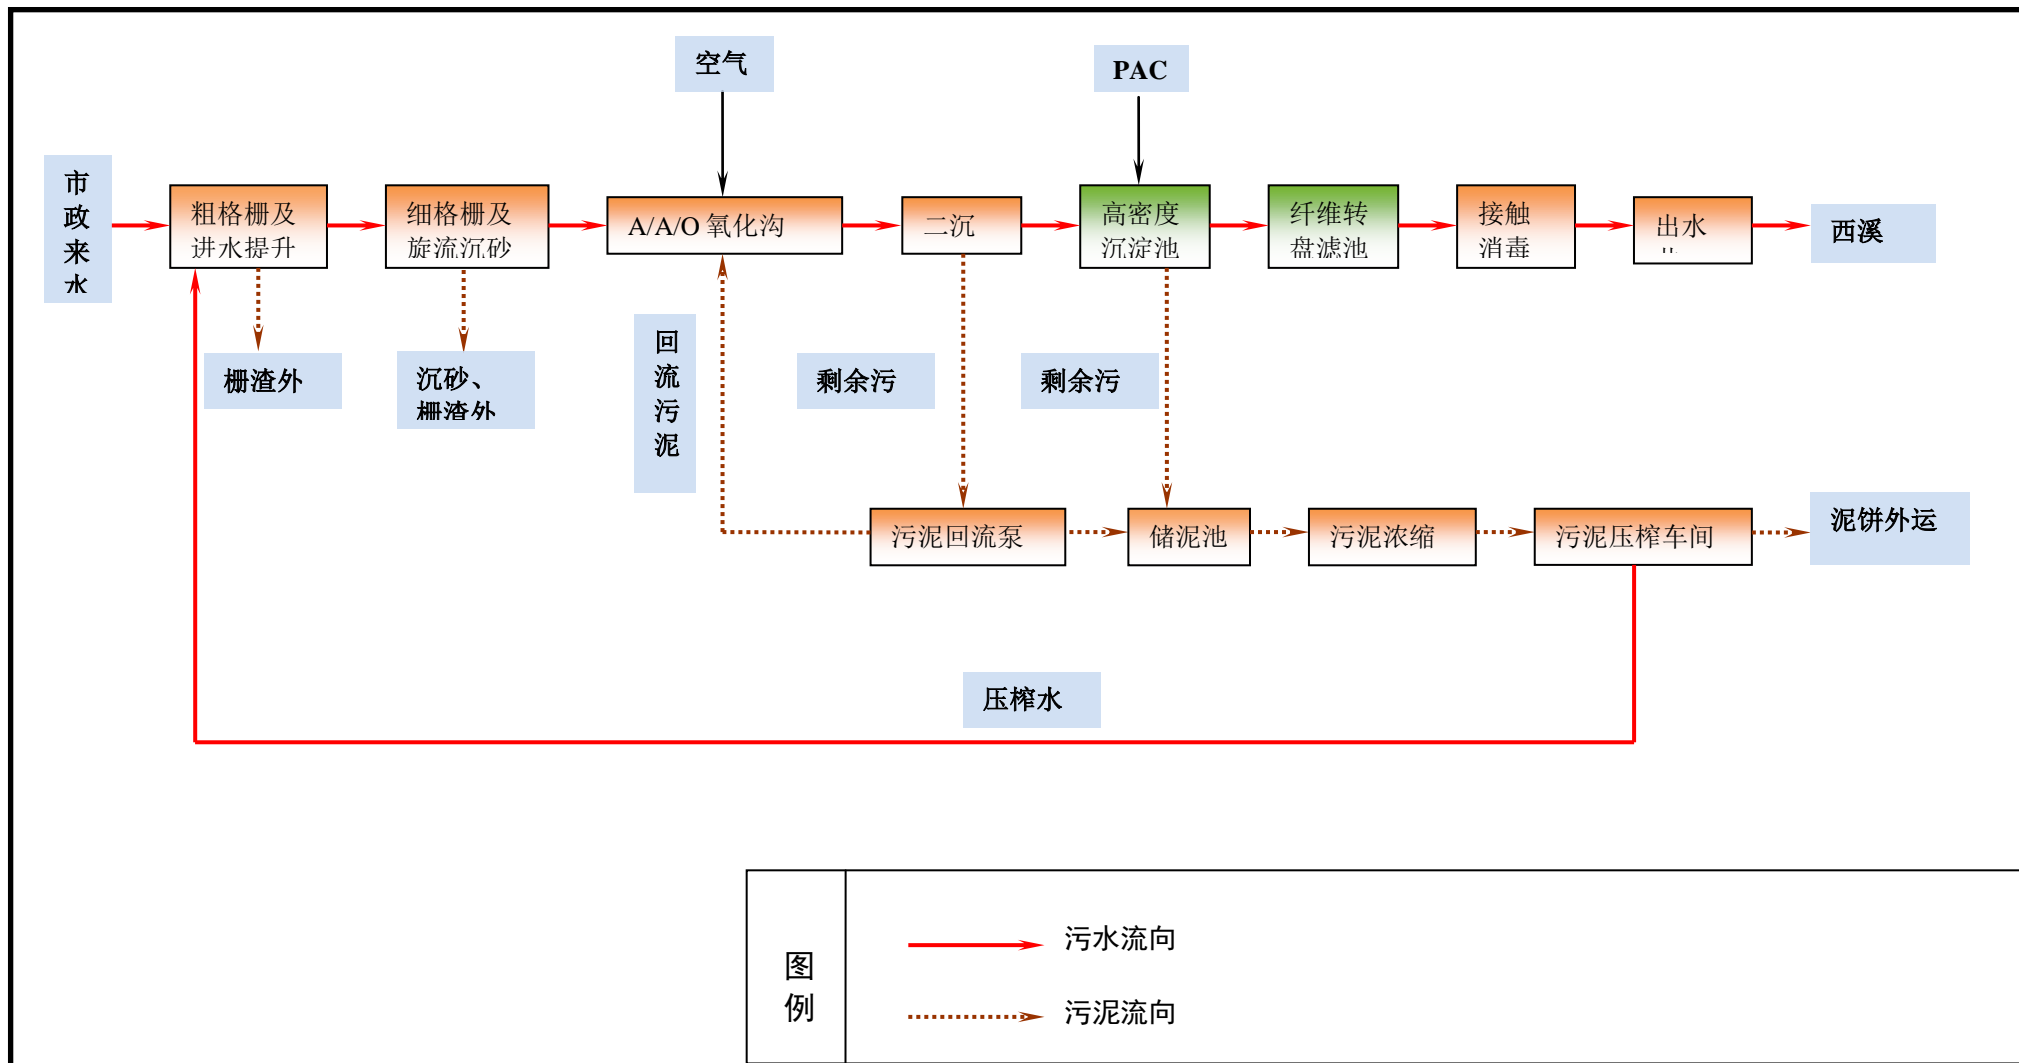 空气
PAC
市
政
来
水
粗格栅及
进水提升
细格栅及
旋流沉砂
A/A/O 氧化沟
二沉
高密度
沉淀池
纤维转
盘滤池
接触
消毒
出水
西溪
栅渣外
沉砂、
栅渣外
回
流
污
泥
剩余污
剩余污
污泥回流泵
储泥池
污泥浓缩
污泥压榨车间
泥饼外运
压榨水
图
例
污水流向
污泥流向